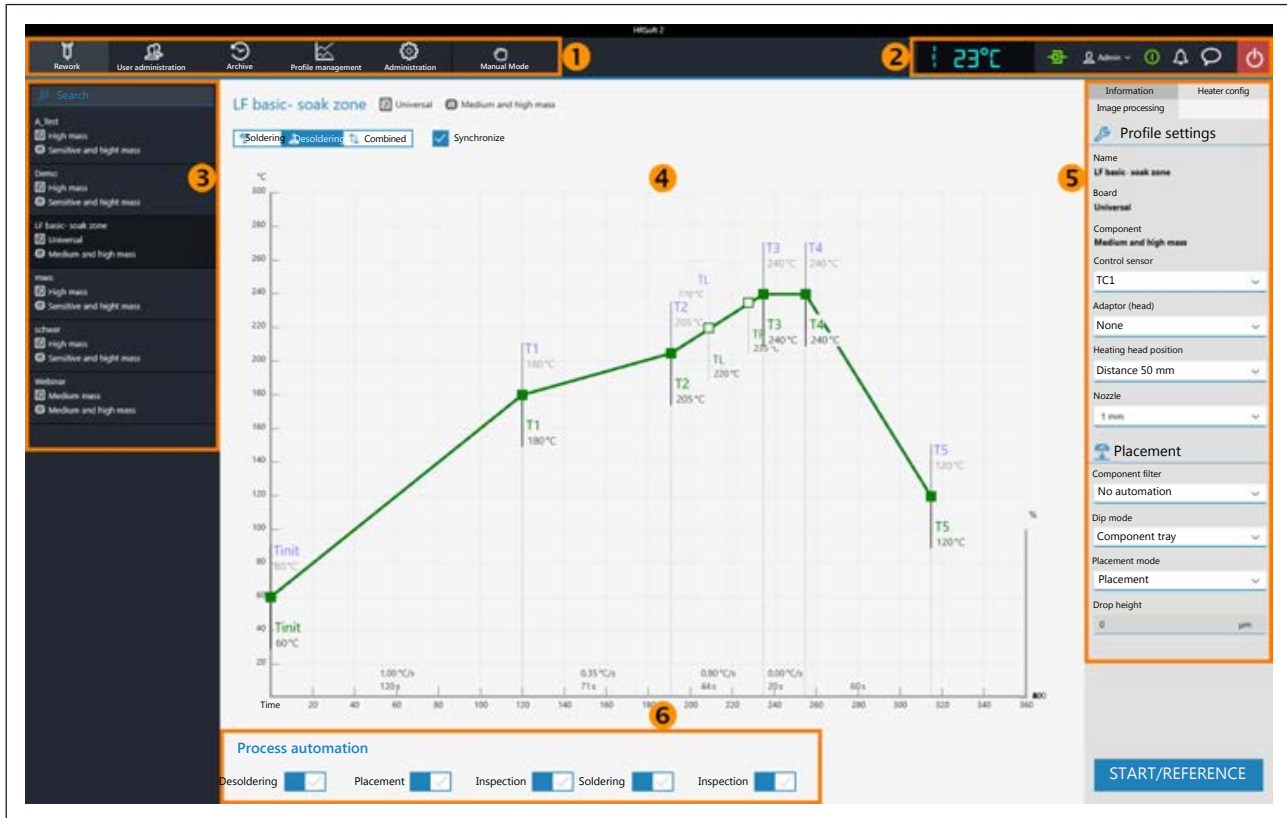 HRSoft 2
Rework
User administration
Archive
Profile management
Administration
Manual Mode
1
2
23°C
Admin
Search
A_Test
High mass
Sensitive and hight mass
Demo
High mass
Sensitive and hight mass
LF basic- soak zone
Universal
Medium and high mass
High mass
Sensitive and hight mass
schwer
High mass
Sensitive and hight mass
Webinar
Medium mass
Medium and high mass
3
LF basic- soak zone Universal Medium and high mass
Soldering Desoldering Combined Synchronize
4
°C
300
280
260
240
220
200
180
160
140
120
100
80
60
40
20
Tinit
60°C
Tinit
60°C
T1
180°C
T1
180°C
T2
205°C
T2
205°C
TL
220°C
TL
220°C
235°C
T3
240°C
T3
240°C
T4
240°C
T4
240°C
T5
120°C
T5
120°C
%
1,00°C/s
120s
0,35°C/s
71s
0,80°C/s
44s
0,00°C/s
20s
60s
Time 20 40 60 80 100 120 140 160 180 200 220 240 260 280 300 320 340 360
6
Process automation
Desoldering Placement Inspection Soldering Inspection
5
Information Heater config
Image processing
Profile settings
Name
LF basic- soak zone
Board
Universal
Component
Medium and high mass
Control sensor
TC1
Adaptor (head)
None
Heating head position
Distance 50 mm
Nozzle
1 mm
Placement
Component filter
No automation
Dip mode
Component tray
Placement mode
Placement
Drop height
0 µm
START/REFERENCE